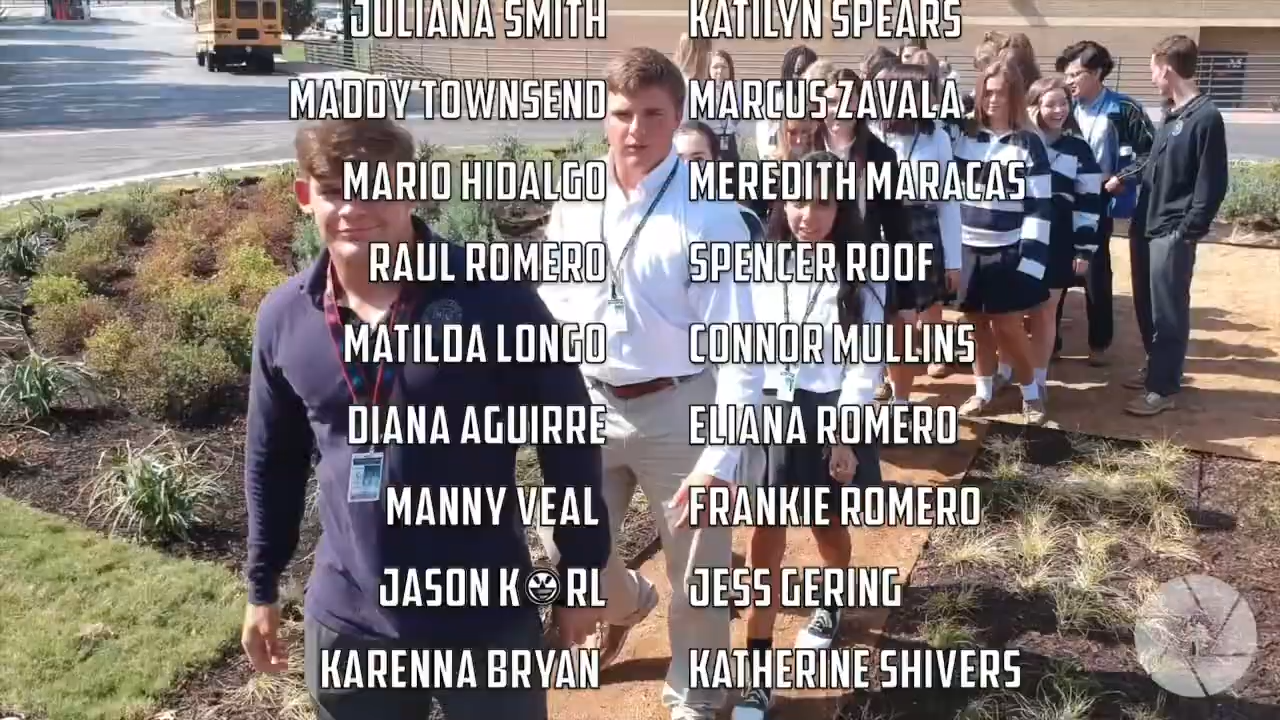 JULIANA SMITH KATILYN SPEARS
MADDY TOWNSEND MARCUS ZAVALA
MARIO HIDALGO MEREDITH MARACAS
RAUL ROMERO SPENCER ROOF
MATILDA LONGO CONNOR MULLINS
DIANA AGUIRRE ELIANA ROMERO
MANNY VEAL FRANKIE ROMERO
JASON K😍RL JESS GERING
KARENNA BRYAN KATHERINE SHIVERS